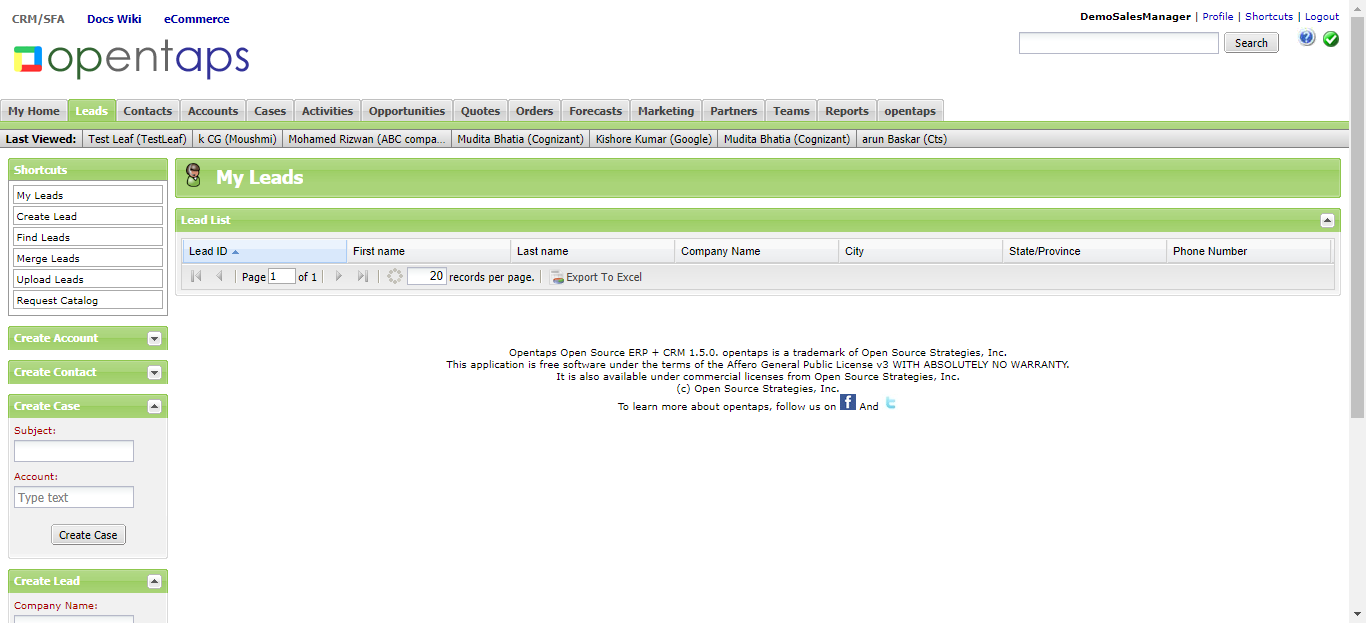 CRM/SFA Docs Wiki eCommerce
DemoSalesManager | Profile | Shortcuts | Logout
opentaps
Search
?
My Home Leads Contacts Accounts Cases Activities Opportunities Quotes Orders Forecasts Marketing Partners Teams Reports opentaps
Last Viewed: Test Leaf (TestLeaf) k CG (Moushmi) Mohamed Rizwan (ABC compa... Mudita Bhatia (Cognizant) Kishore Kumar (Google) Mudita Bhatia (Cognizant) arun Baskar (Cts)
Shortcuts
My Leads
Create Lead
Find Leads
Merge Leads
Upload Leads
Request Catalog
Create Account
Create Contact
Create Case
Subject:
Account:
Type text
Create Case
Create Lead
Company Name:
My Leads
Lead List
Lead ID First name Last name Company Name City State/Province Phone Number
Page 1 of 1 20 records per page. Export To Excel
Opentaps Open Source ERP + CRM 1.5.0. opentaps is a trademark of Open Source Strategies, Inc.
This application is free software under the terms of the Affero General Public License v3 WITH ABSOLUTELY NO WARRANTY.
It is also available under commercial licenses from Open Source Strategies, Inc.
(c) Open Source Strategies, Inc.
To learn more about opentaps, follow us on f And t